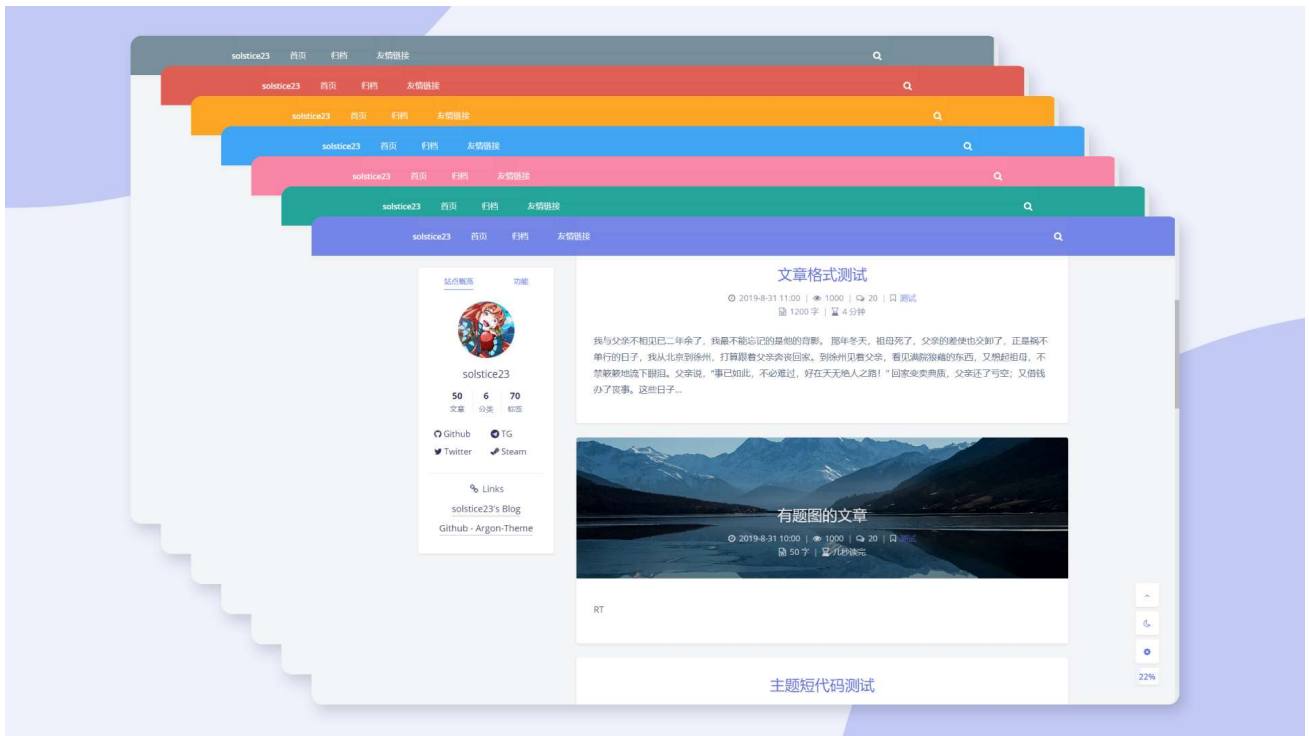 solstice23 首页 归档 友情链接
solstice23 首页 归档 友情链接
solstice23 首页 归档 友情链接
solstice23 首页 归档 友情链接
solstice23 首页 归档 友情链接
solstice23 首页 归档 友情链接
solstice23 首页 归档 友情链接
站点概览 功能
solstice23
50 6 70
文章 分类 标签
Github TG
Twitter Steam
Links
solstice23's Blog
Github - Argon-Theme
文章格式测试
2019-8-31 11:00 | 1000 | 20 | 测试
1200 字 | 4 分钟
我与父亲不相见已二年余了，我最不能忘记的是他的背影。 那年冬天，祖母死了，父亲的差使也交卸了，正是祸不
单行的日子，我从北京到徐州，打算跟着父亲奔丧回家。到徐州见着父亲，看见满院狼藉的东西，又想起祖母，不
禁簌簌地流下眼泪。父亲说，“事已如此，不必难过，好在天无绝人之路！” 回家变卖典质，父亲还了亏空；又借钱
办了丧事。这些日子...
有题图的文章
2019-8-31 10:00 | 1000 | 20 | 测试
50 字 | 几秒读完
RT
主题短代码测试
22%